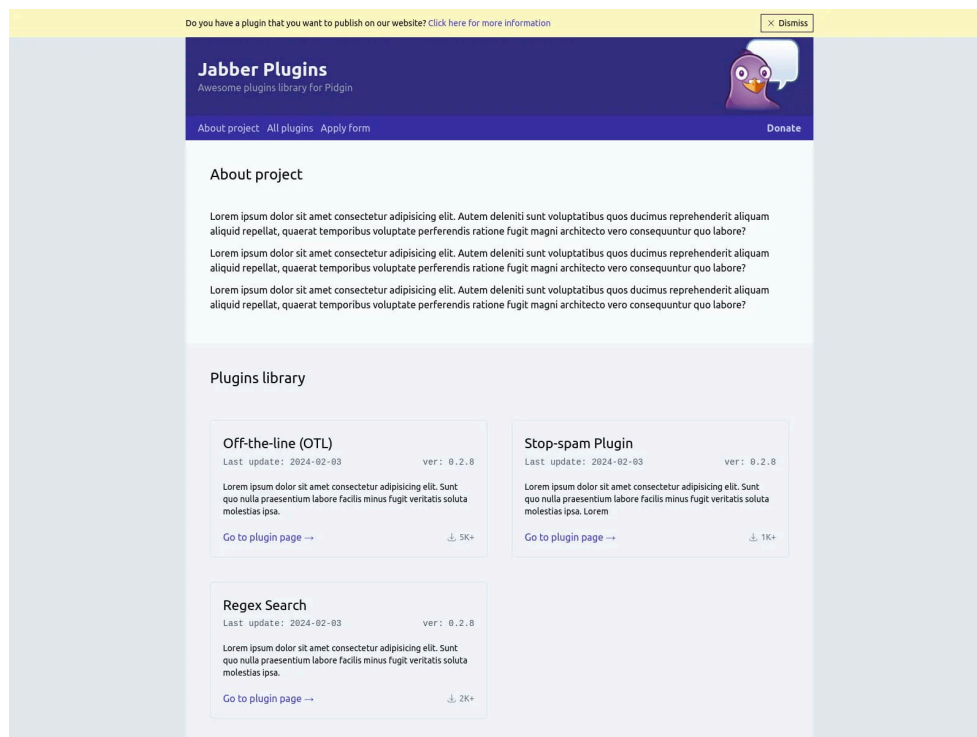 Do you have a plugin that you want to publish on our website? Click here for more information
× Dismiss
Jabber Plugins
Awesome plugins library for Pidgin
About project All plugins Apply form Donate
About project
Lorem ipsum dolor sit amet consectetur adipisicing elit. Autem deleniti sunt voluptatibus quos ducimus reprehenderit aliquam
aliquid repellat, quaerat temporibus voluptate perferendis ratione fugit magni architecto vero consequuntur quo labore?
Lorem ipsum dolor sit amet consectetur adipisicing elit. Autem deleniti sunt voluptatibus quos ducimus reprehenderit aliquam
aliquid repellat, quaerat temporibus voluptate perferendis ratione fugit magni architecto vero consequuntur quo labore?
Lorem ipsum dolor sit amet consectetur adipisicing elit. Autem deleniti sunt voluptatibus quos ducimus reprehenderit aliquam
aliquid repellat, quaerat temporibus voluptate perferendis ratione fugit magni architecto vero consequuntur quo labore?
Plugins library
Off-the-line (OTL)
Last update: 2024-02-03 ver: 0.2.8
Lorem ipsum dolor sit amet consectetur adipisicing elit. Sunt
quo nulla praesentium labore facilis minus fugit veritatis soluta
molestias ipsa.
Go to plugin page → 5K+
Stop-spam Plugin
Last update: 2024-02-03 ver: 0.2.8
Lorem ipsum dolor sit amet consectetur adipisicing elit. Sunt
quo nulla praesentium labore facilis minus fugit veritatis soluta
molestias ipsa. Lorem
Go to plugin page → 1K+
Regex Search
Last update: 2024-02-03 ver: 0.2.8
Lorem ipsum dolor sit amet consectetur adipisicing elit. Sunt
quo nulla praesentium labore facilis minus fugit veritatis soluta
molestias ipsa.
Go to plugin page → 2K+